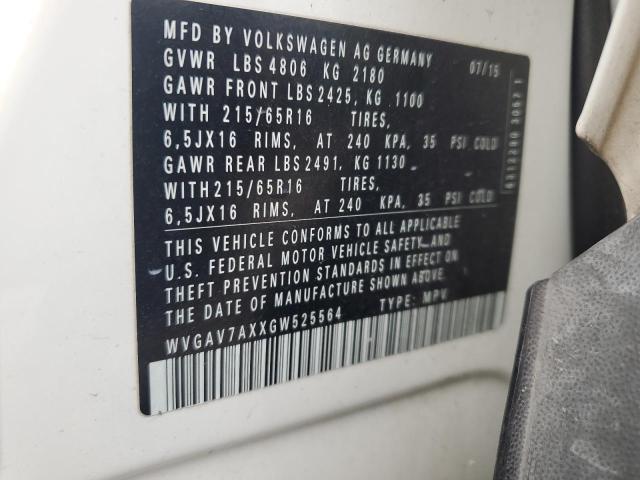 MFD BY VOLKSWAGEN AG GERMANY 07/15
GVWR LBS 4806 KG 2180
GAWR FRONT LBS 2425, KG 1100
WITH 215/65R16 TIRES,
6,5JX16 RIMS, AT 240 KPA, 35 PSI COLD
GAWR REAR LBS 2491, KG 1130
WITH 215/65R16 TIRES,
6,5JX16 RIMS, AT 240 KPA, 35 PSI COLD
THIS VEHICLE CONFORMS TO ALL APPLICABLE
U.S. FEDERAL MOTOR VEHICLE SAFETY AND
THEFT PREVENTION STANDARDS IN EFFECT ON
THE DATE OF MANUFACTURE SHOWN ABOVE.
WVGAV7AXXGW525564 TYPE: MPV